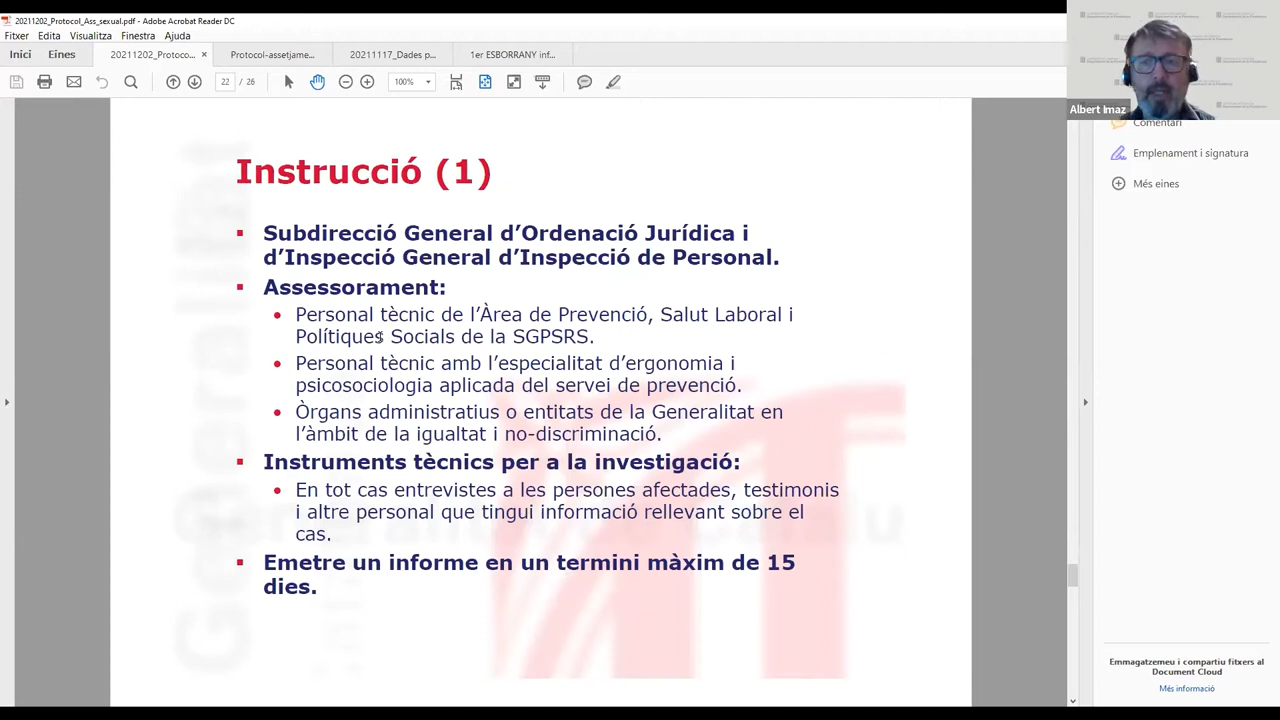 20211202_Protocol_Ass_sexual.pdf - Adobe Acrobat Reader DC
Fitxer Edita Visualitza Finestra Ajuda
Inici Eines 20211202_Protoco... × Protocol-assetjame... 20211117_Dades p... 1er ESBORRANY inf...
22 / 26 100%
Albert Imaz
Comentari
Emplenament i signatura
Més eines
Instrucció (1)
Subdirecció General d’Ordenació Jurídica i
d’Inspecció General d’Inspecció de Personal.
Assessorament:
Personal tècnic de l’Àrea de Prevenció, Salut Laboral i
Polítiques Socials de la SGPSRS.
Personal tècnic amb l’especialitat d’ergonomia i
psicosociologia aplicada del servei de prevenció.
Òrgans administratius o entitats de la Generalitat en
l’àmbit de la igualtat i no-discriminació.
Instruments tècnics per a la investigació:
En tot cas entrevistes a les persones afectades, testimonis
i altre personal que tingui informació rellevant sobre el
cas.
Emetre un informe en un termini màxim de 15
dies.
Emmagatzemeu i compartiu fitxers al
Document Cloud
Més informació